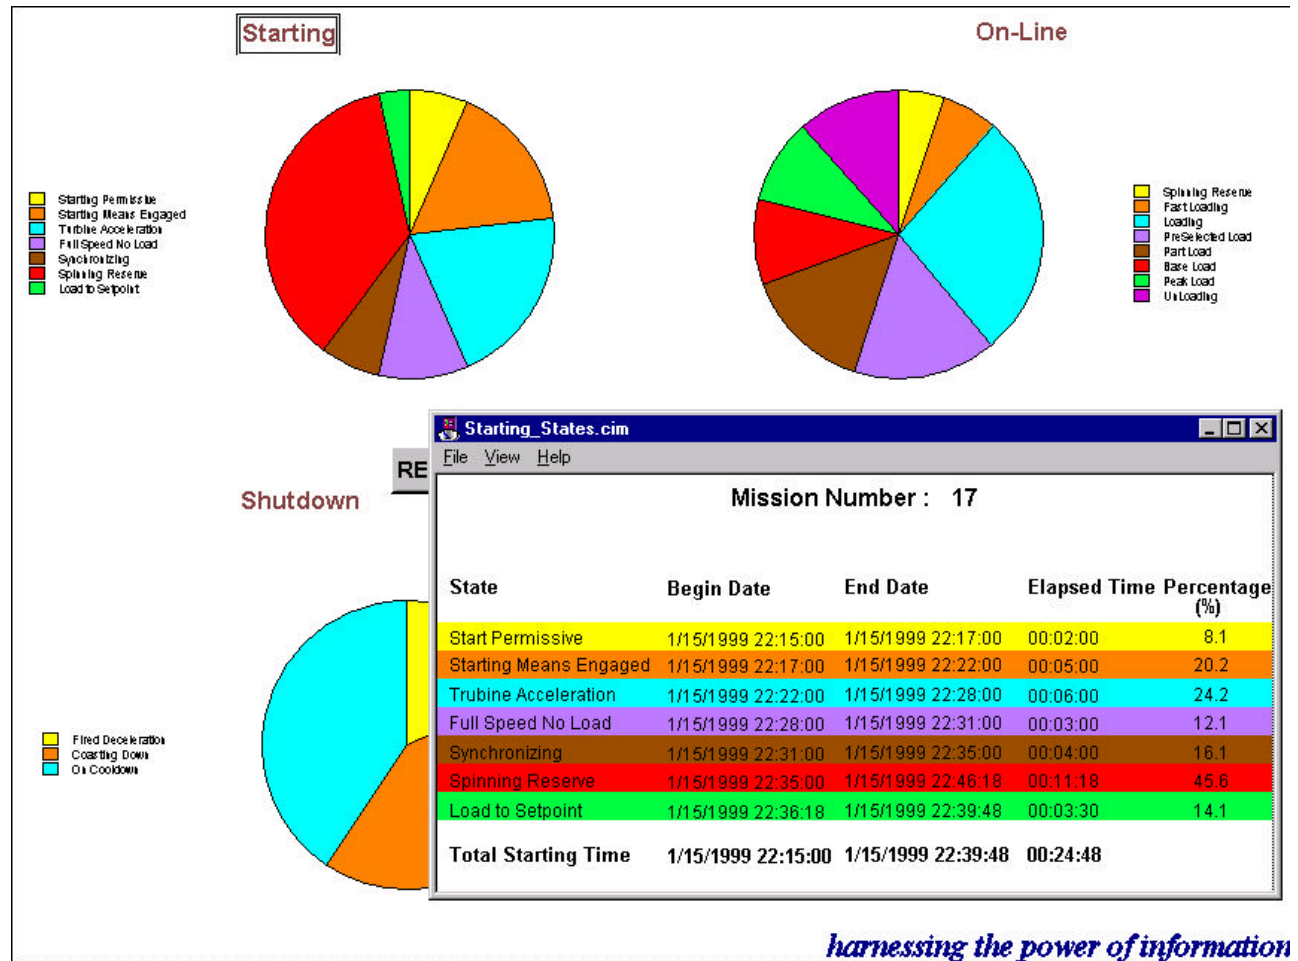 Starting
On-Line
Starting Permissive
Starting Means Engaged
Turbine Acceleration
Full Speed No Load
Synchronizing
Spinning Reserve
Load to Setpoint
Spinning Reserve
Fast Loading
Loading
PreSelected Load
Part Load
Base Load
Peak Load
UnLoading
RE
Shutdown
Fired Deceleration
Coasting Down
On Cooldown
Starting_States.cim
File View Help
Mission Number : 17
State Begin Date End Date Elapsed Time Percentage
(%)
Start Permissive 1/15/1999 22:15:00 1/15/1999 22:17:00 00:02:00 8.1
Starting Means Engaged 1/15/1999 22:17:00 1/15/1999 22:22:00 00:05:00 20.2
Trubine Acceleration 1/15/1999 22:22:00 1/15/1999 22:28:00 00:06:00 24.2
Full Speed No Load 1/15/1999 22:28:00 1/15/1999 22:31:00 00:03:00 12.1
Synchronizing 1/15/1999 22:31:00 1/15/1999 22:35:00 00:04:00 16.1
Spinning Reserve 1/15/1999 22:35:00 1/15/1999 22:46:18 00:11:18 45.6
Load to Setpoint 1/15/1999 22:36:18 1/15/1999 22:39:48 00:03:30 14.1
Total Starting Time 1/15/1999 22:15:00 1/15/1999 22:39:48 00:24:48
harnessing the power of information